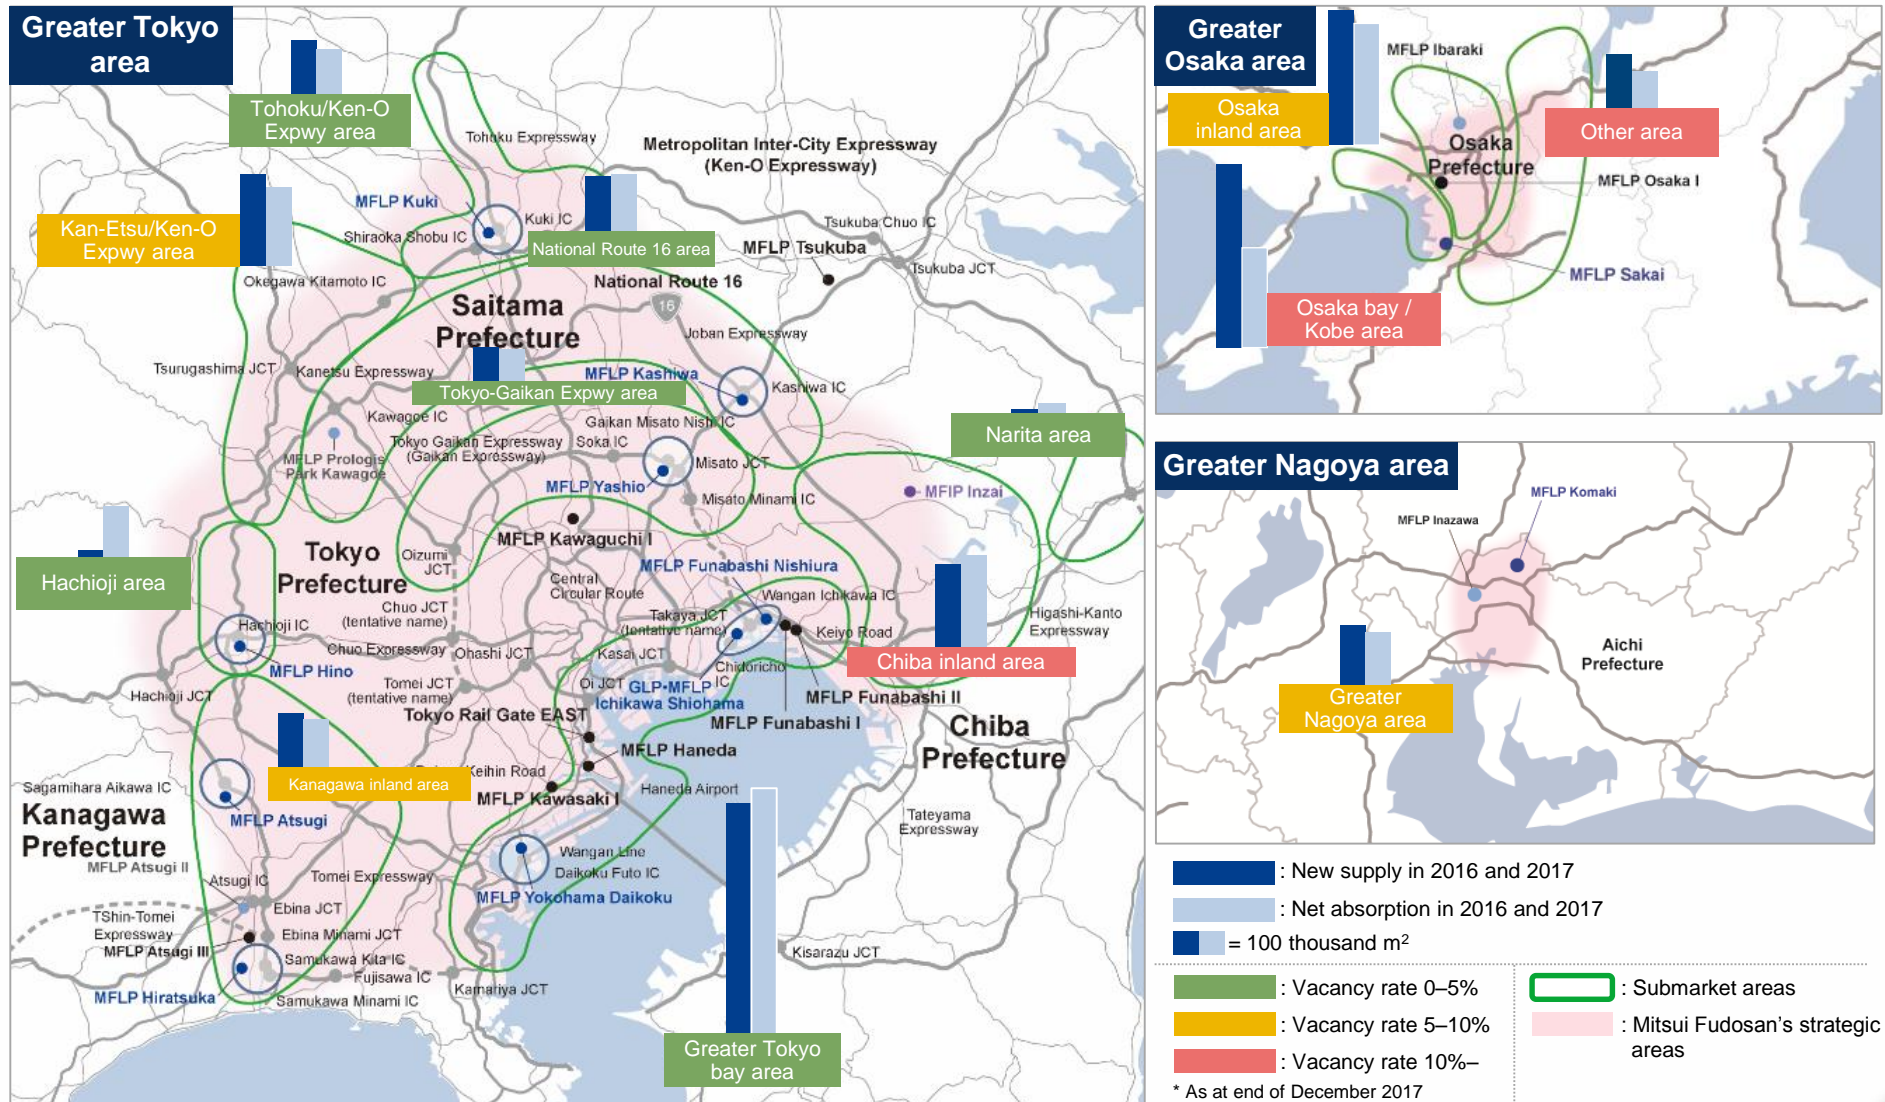 Greater Tokyo
area
Tohoku/Ken-O
Expwy area
Tohoku Expressway
Metropolitan Inter-City Expressway
(Ken-O Expressway)
Kan-Etsu/Ken-O
Expwy area
MFLP Kuki
Kuki IC
Shiraoka Shobu IC
National Route 16 area
Tsukuba Chuo IC
MFLP Tsukuba
Tsukuba JCT
Okegawa Kitamoto IC
National Route 16
16
Saitama
Prefecture
Joban Expressway
Tsurugashima JCT
Kanetsu Expressway
MFLP Kashiwa
Kashiwa IC
Tokyo-Gaikan Expwy area
Kawagoe IC
Gaikan Misato Nishi IC
Narita area
Tokyo Gaikan Expressway
(Gaikan Expressway)
Soka IC
MFLP Prologis
Park Kawagoe
Misato JCT
MFLP Yashio
Misato Minami IC
MFIP Inzai
MFLP Kawaguchi I
Tokyo
Prefecture
Oizumi
JCT
Hachioji area
MFLP Funabashi Nishiura
Central
Circular Route
Wangan Ichikawa IC
Chuo JCT
(tentative name)
Takaya JCT
(tentative name)
Keiyo Road
Higashi-Kanto
Expressway
Hachioji IC
Chuo Expressway
Ohashi JCT
Kasai JCT
Chidoricho
IC
Chiba inland area
MFLP Hino
Hachioji JCT
Tomei JCT
(tentative name)
Oi JCT
GLP•MFLP
Ichikawa Shiohama
MFLP Funabashi II
Tokyo Rail Gate EAST
MFLP Funabashi I
Chiba
Prefecture
MFLP Haneda
Keihin Road
Kanagawa inland area
Sagamihara Aikawa IC
Haneda Airport
MFLP Kawasaki I
Kanagawa
Prefecture
MFLP Atsugi
Tateyama
Expressway
MFLP Atsugi II
Wangan Line
Daikoku Futo IC
Atsugi IC
Tomei Expressway
MFLP Yokohama Daikoku
Ebina JCT
TShin-Tomei
Expressway
Ebina Minami JCT
MFLP Atsugi III
Samukawa Kita IC
Kisarazu JCT
Fujisawa IC
Kamariya JCT
MFLP Hiratsuka
Samukawa Minami IC
Greater Tokyo
bay area
Greater
Osaka area
MFLP Ibaraki
Osaka
inland area
Other area
Osaka
Prefecture
MFLP Osaka I
MFLP Sakai
Osaka bay /
Kobe area
Greater Nagoya area
MFLP Komaki
MFLP Inazawa
Aichi
Prefecture
Greater
Nagoya area
: New supply in 2016 and 2017
: Net absorption in 2016 and 2017
= 100 thousand m²
: Vacancy rate 0–5%
: Vacancy rate 5–10%
: Vacancy rate 10%–
* As at end of December 2017
: Submarket areas
: Mitsui Fudosan's strategic
areas